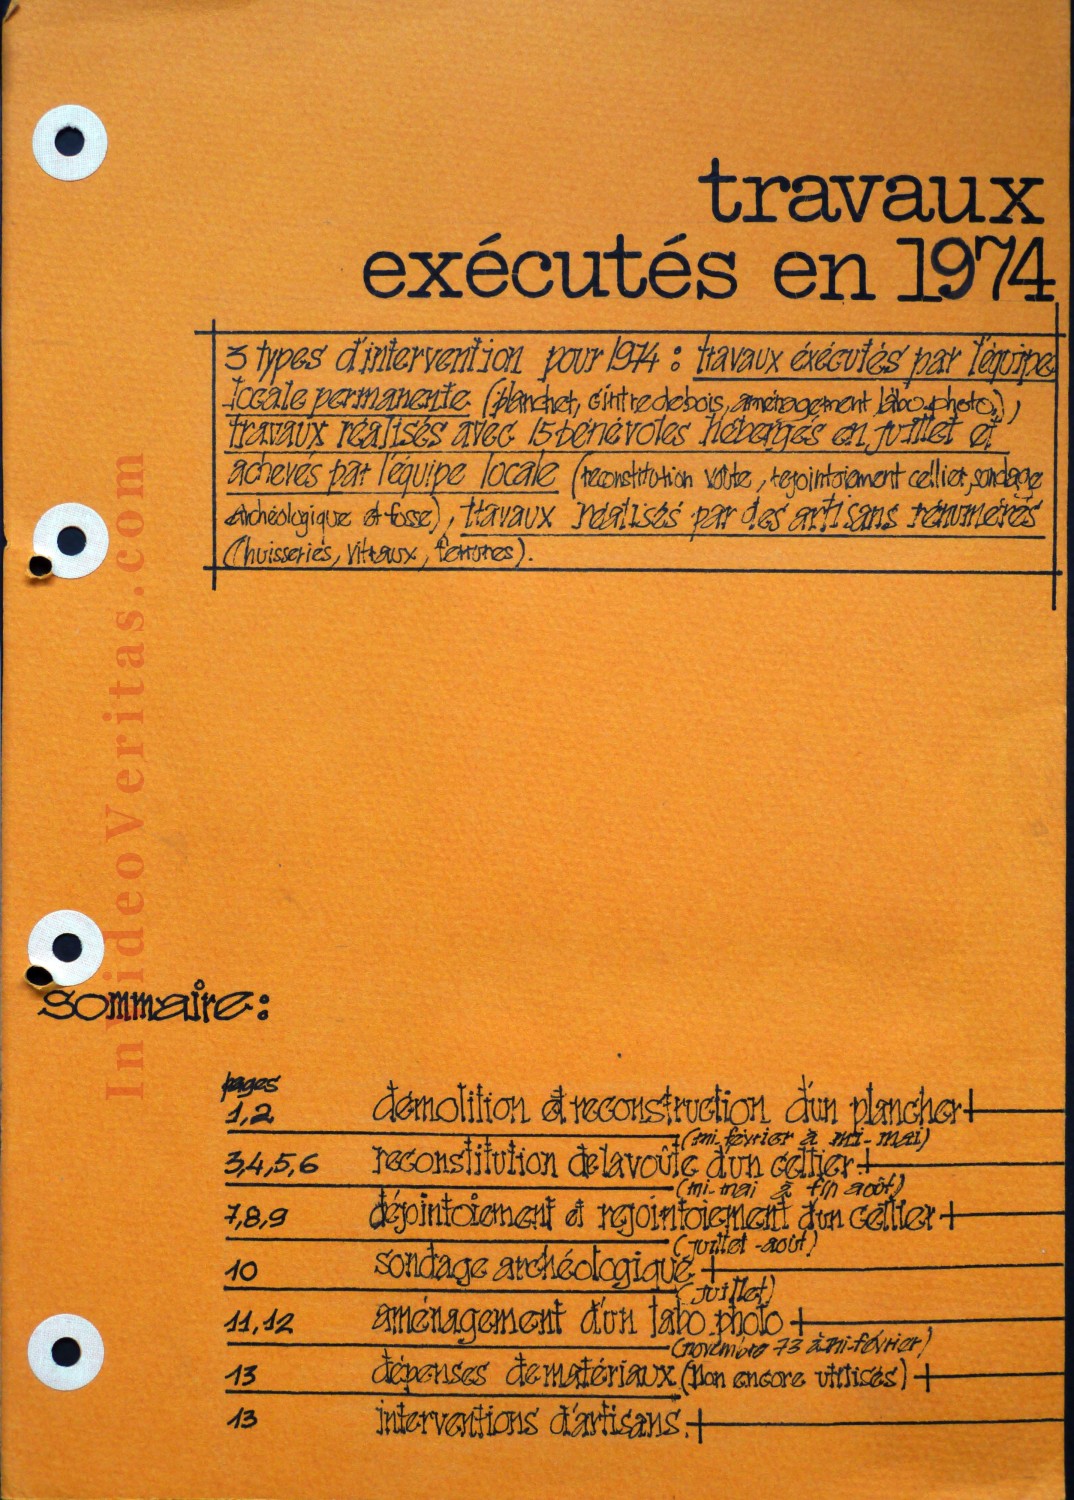 travaux
exécutés en 1974
3 types d'intervention pour 1974 : travaux éxécutés par l'équipe
locale permanente (plancher, cintre de bois, aménagement labo.photo.),
travaux réalisés avec 15 bénévoles hébergés en juillet et
achevés par l'équipe locale (reconstitution voûte, rejointoiement cellier, sondage
archéologique et fosse), travaux réalisés par des artisans rénumérés
(huisseries, vitraux, ferrures).
sommaire:
pages
1,2 démolition et reconstruction d'un plancher
(mi-février à mi-mai)
3,4,5,6 reconstitution de la voûte d'un cellier
(mi-mai à fin août)
7,8,9 déjointoiement et rejointoiement d'un cellier
(juillet-août)
10 sondage archéologique
(juillet)
11,12 aménagement d'un labo.photo
(novembre 73 à mi-février)
13 dépenses de matériaux (non encore utilisés)
13 interventions d'artisans.
InVideoVeritas.com